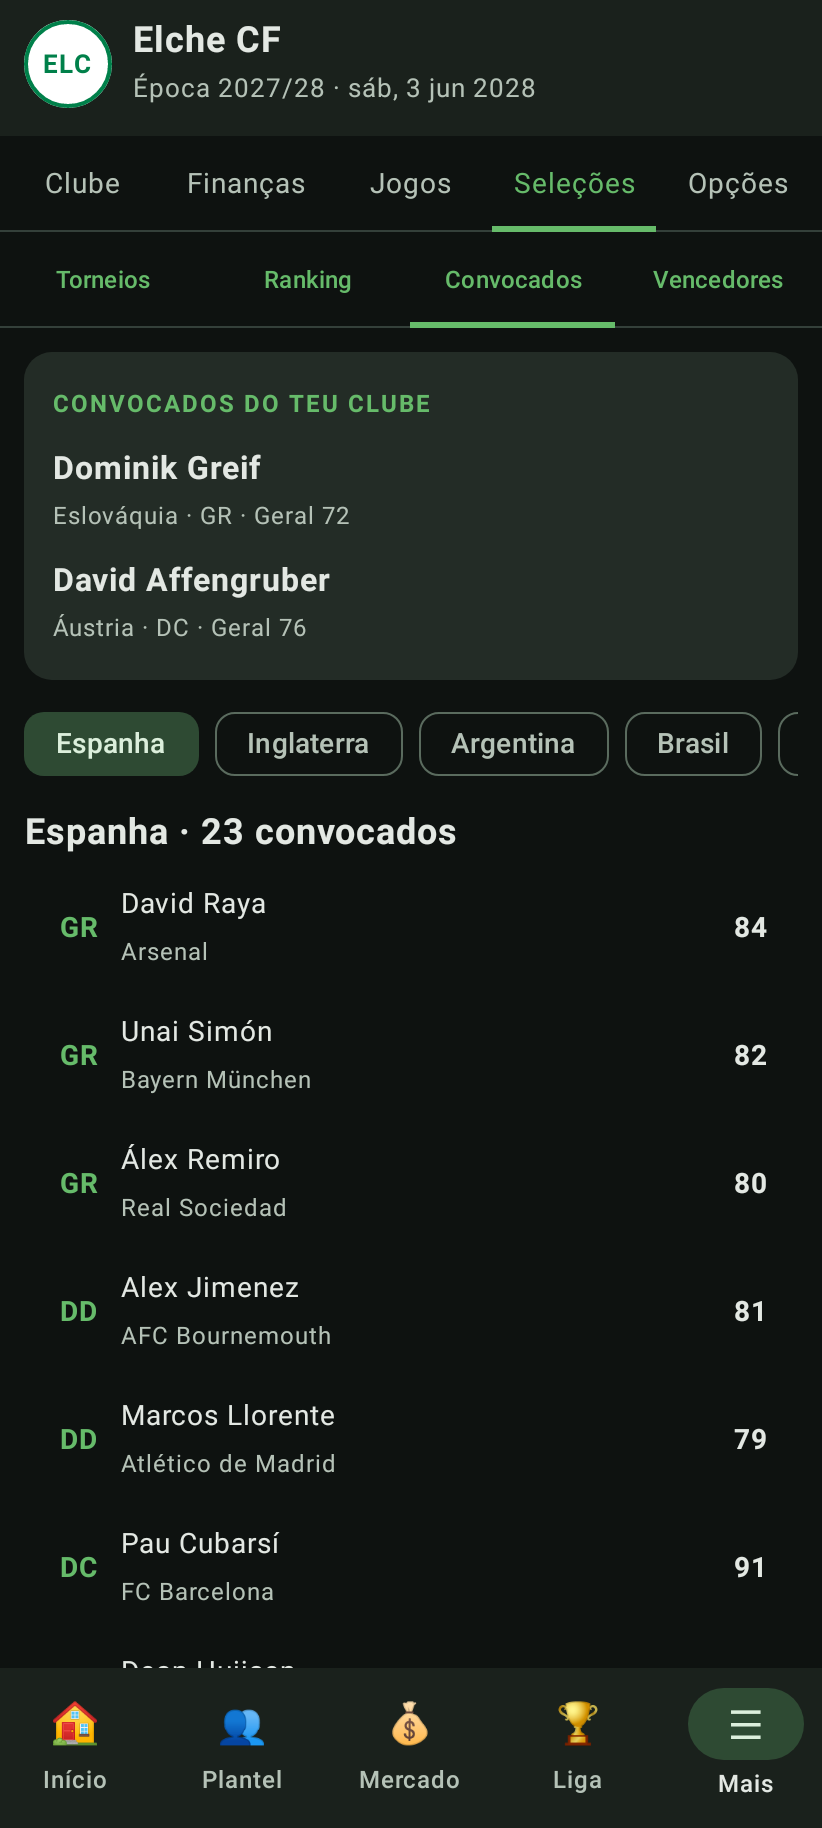 ELC
Elche CF
Época 2027/28 · sáb, 3 jun 2028
Clube Finanças Jogos Seleções Opções
Torneios Ranking Convocados Vencedores
CONVOCADOS DO TEU CLUBE
Dominik Greif
Eslováquia · GR · Geral 72
David Affengruber
Áustria · DC · Geral 76
Espanha Inglaterra Argentina Brasil
Espanha · 23 convocados
GR David Raya 84
Arsenal
GR Unai Simón 82
Bayern München
GR Álex Remiro 80
Real Sociedad
DD Alex Jimenez 81
AFC Bournemouth
DD Marcos Llorente 79
Atlético de Madrid
DC Pau Cubarsí 91
FC Barcelona
Início Plantel Mercado Liga Mais